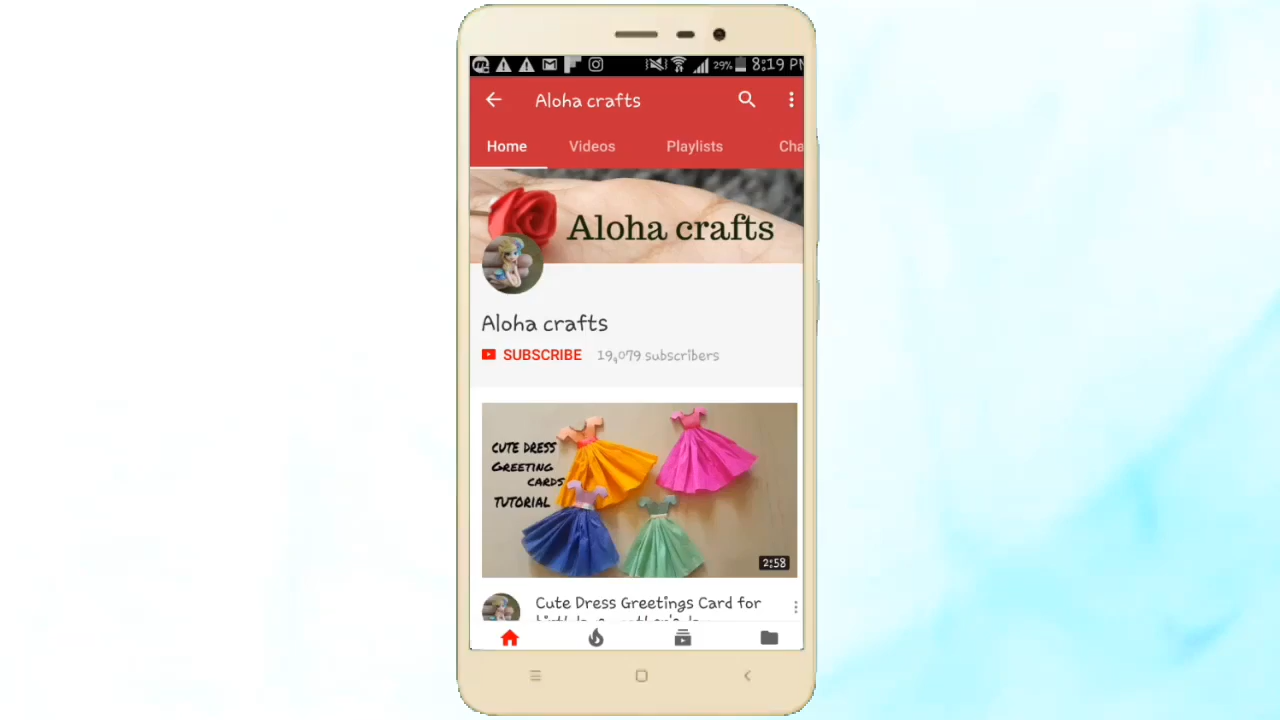 29% 8:19 PM
Aloha crafts
Home Videos Playlists Cha
Aloha crafts
Aloha crafts
SUBSCRIBE 19,079 subscribers
CUTE DRESS
GREETING
CARDS
TUTORIAL
2:58
Cute Dress Greetings Card for